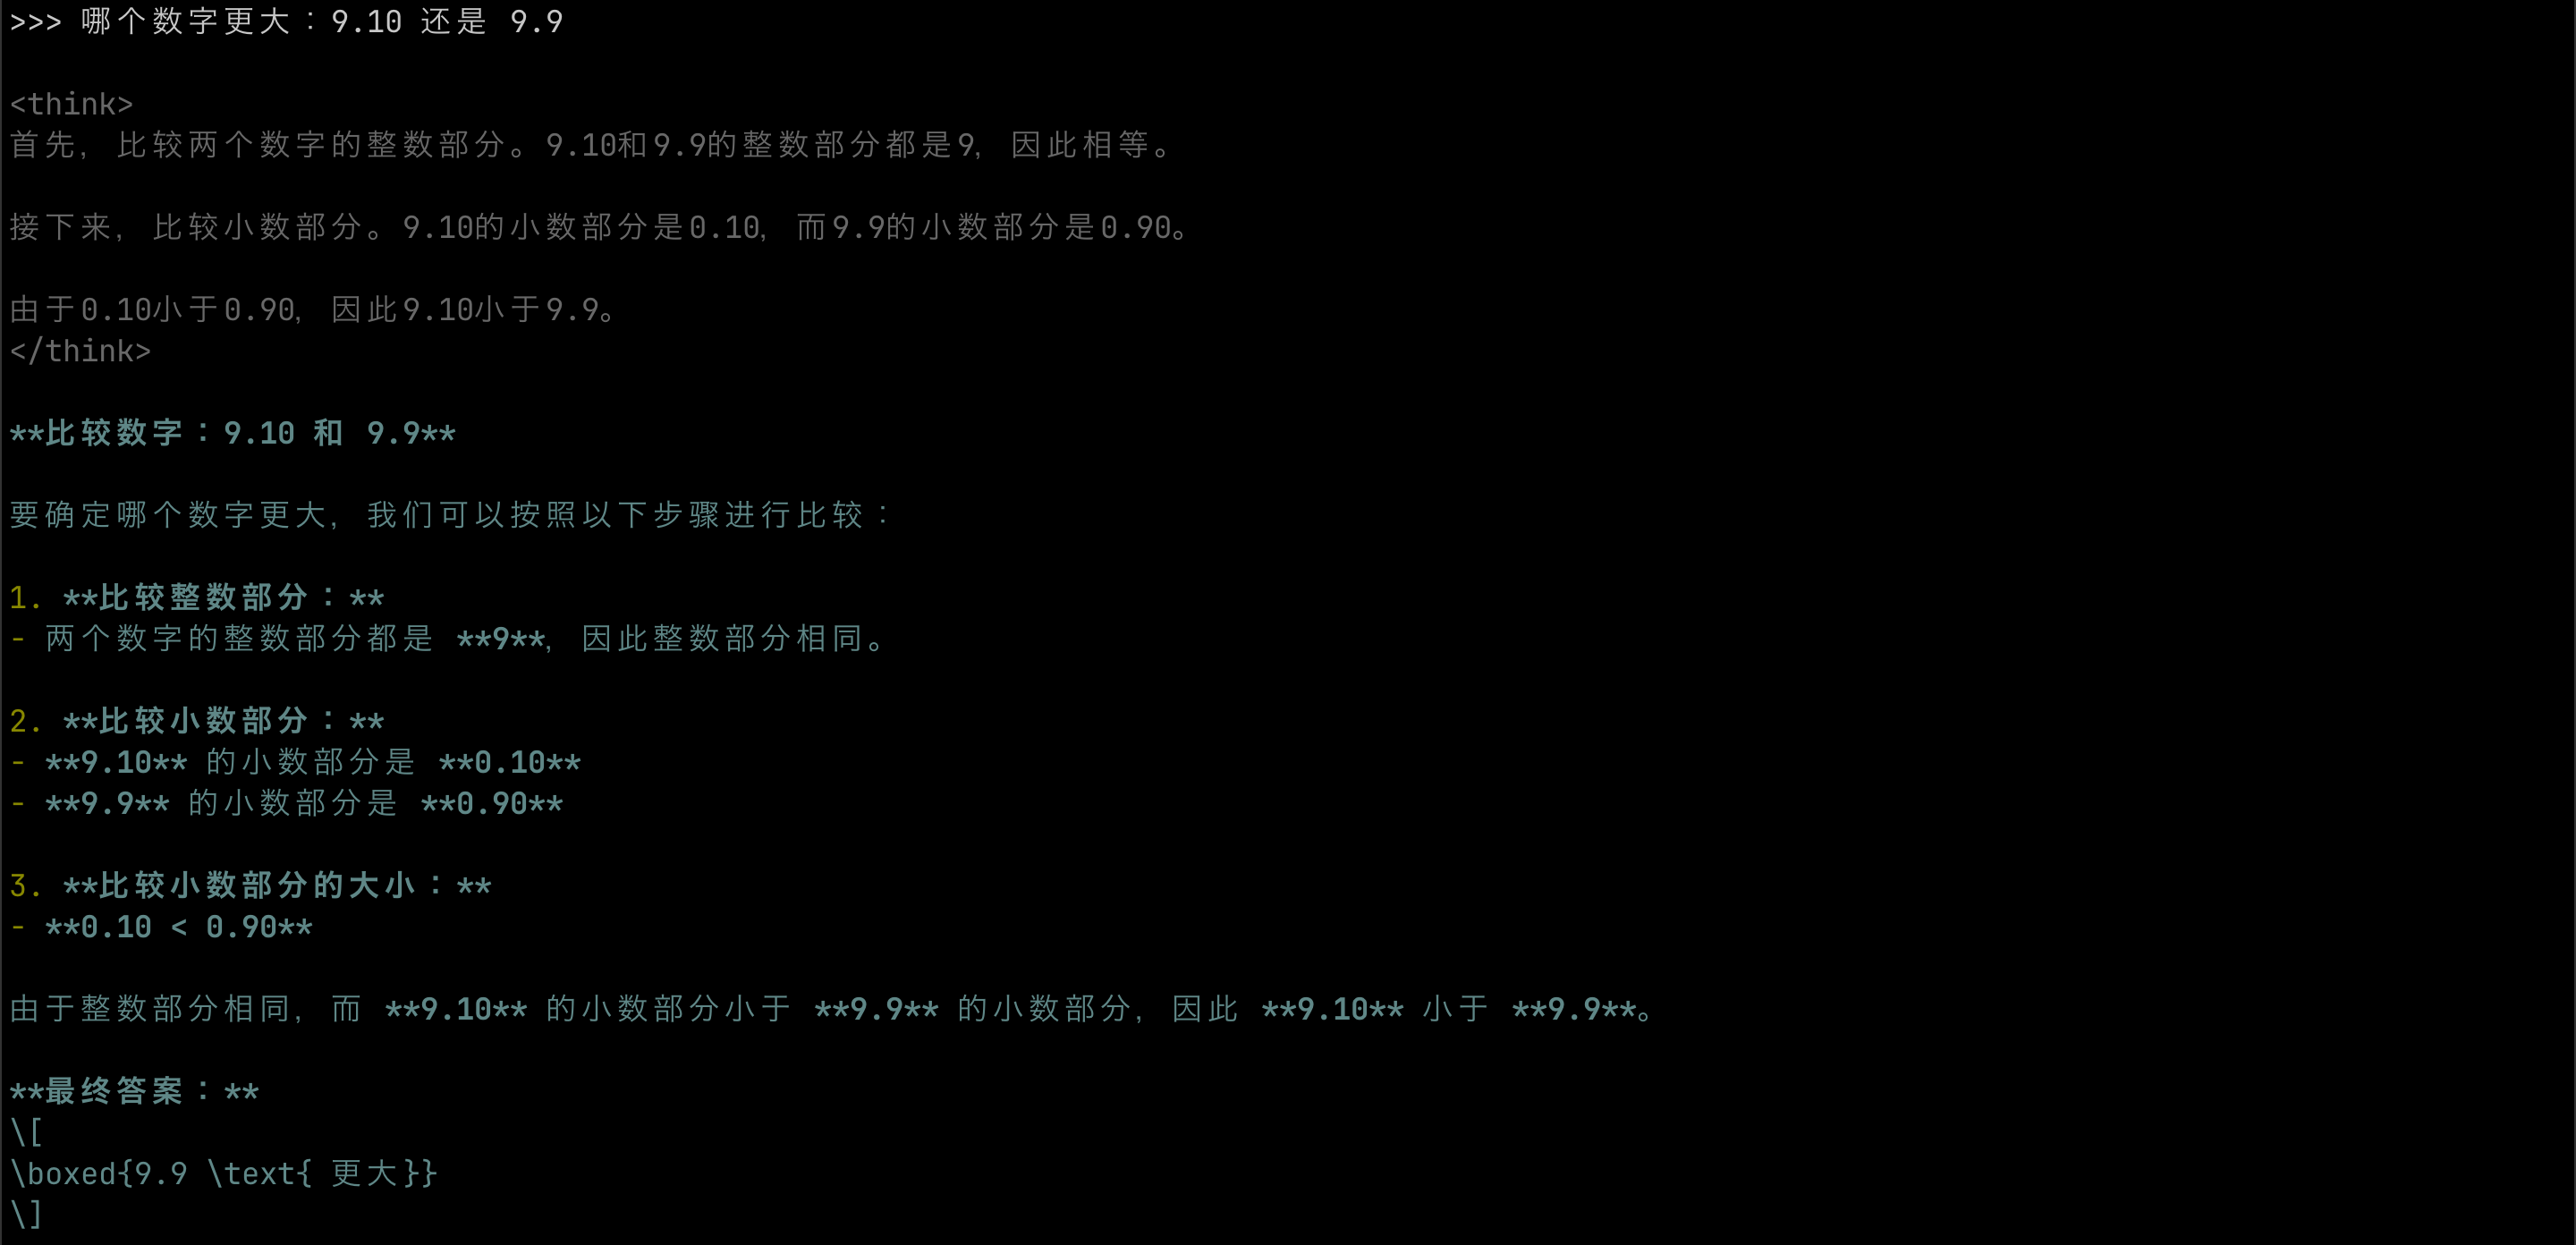 >>> 哪个数字更大：9.10 还是 9.9
<think>
首先，比较两个数字的整数部分。9.10和9.9的整数部分都是9，因此相等。
接下来，比较小数部分。9.10的小数部分是0.10，而9.9的小数部分是0.90。
由于0.10小于0.90，因此9.10小于9.9。
</think>
**比较数字：9.10 和 9.9**
要确定哪个数字更大，我们可以按照以下步骤进行比较：
1. **比较整数部分：**
- 两个数字的整数部分都是 **9**，因此整数部分相同。
2. **比较小数部分：**
- **9.10** 的小数部分是 **0.10**
- **9.9** 的小数部分是 **0.90**
3. **比较小数部分的大小：**
- **0.10 < 0.90**
由于整数部分相同，而 **9.10** 的小数部分小于 **9.9** 的小数部分，因此 **9.10** 小于 **9.9**。
**最终答案：**
\[
\boxed{9.9 \text{ 更大}}
\]